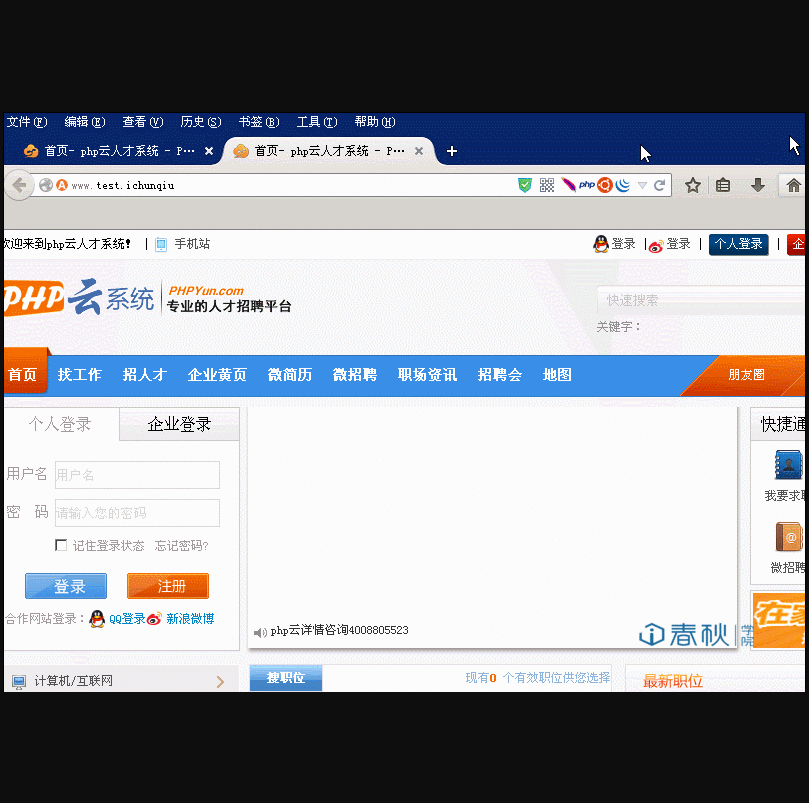 文件(F) 编辑(E) 查看(V) 历史(S) 书签(B) 工具(T) 帮助(H)
首页- php云人才系统 - P… × 首页- php云人才系统 - P… × +
www.test.ichunqiu php
欢迎来到php云人才系统! | 手机站 登录 | 登录 | 个人登录 | 企
PHP云系统 PHPYun.com
专业的人才招聘平台
快速搜索
关键字：
首页 找工作 招人才 企业黄页 微简历 微招聘 职场资讯 招聘会 地图 朋友圈
个人登录 企业登录 快捷通
用户名 用户名
密 码 请输入您的密码
我要求职
记住登录状态 忘记密码?
微招聘
登录 注册
合作网站登录： QQ登录 新浪微博
php云详情咨询4008805523
春秋学院
在家
计算机/互联网 >
搜职位 现有0 个有效职位供您选择 最新职位